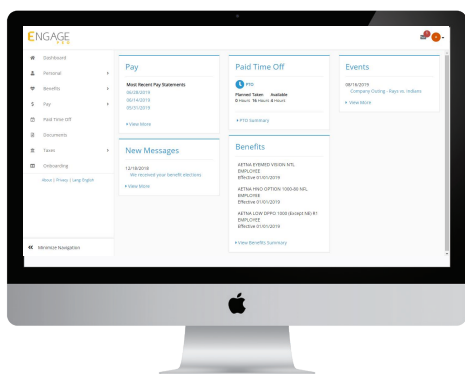 ENGAGE
PEO
Dashboard
Personal
Benefits
Pay
Paid Time Off
Documents
Taxes
Onboarding
About | Privacy | Lang English
Minimize Navigation
Pay
Most Recent Pay Statements
06/28/2019
06/14/2019
05/31/2019
View More
New Messages
12/18/2018
We received your benefit elections
View More
Paid Time Off
PTO
Planned Taken Available
0 Hours 16 Hours 4 Hours
PTO Summary
Benefits
AETNA EYEMED VISION NTL
EMPLOYEE
Effective 01/01/2019
AETNA HNO OPTION 1000-80 NFL
EMPLOYEE
Effective 01/01/2019
AETNA LOW DPPO 1000 (Except NE) R1
EMPLOYEE
Effective 01/01/2019
View Benefits Summary
Events
08/16/2019
Company Outing - Rays vs. Indians
View More